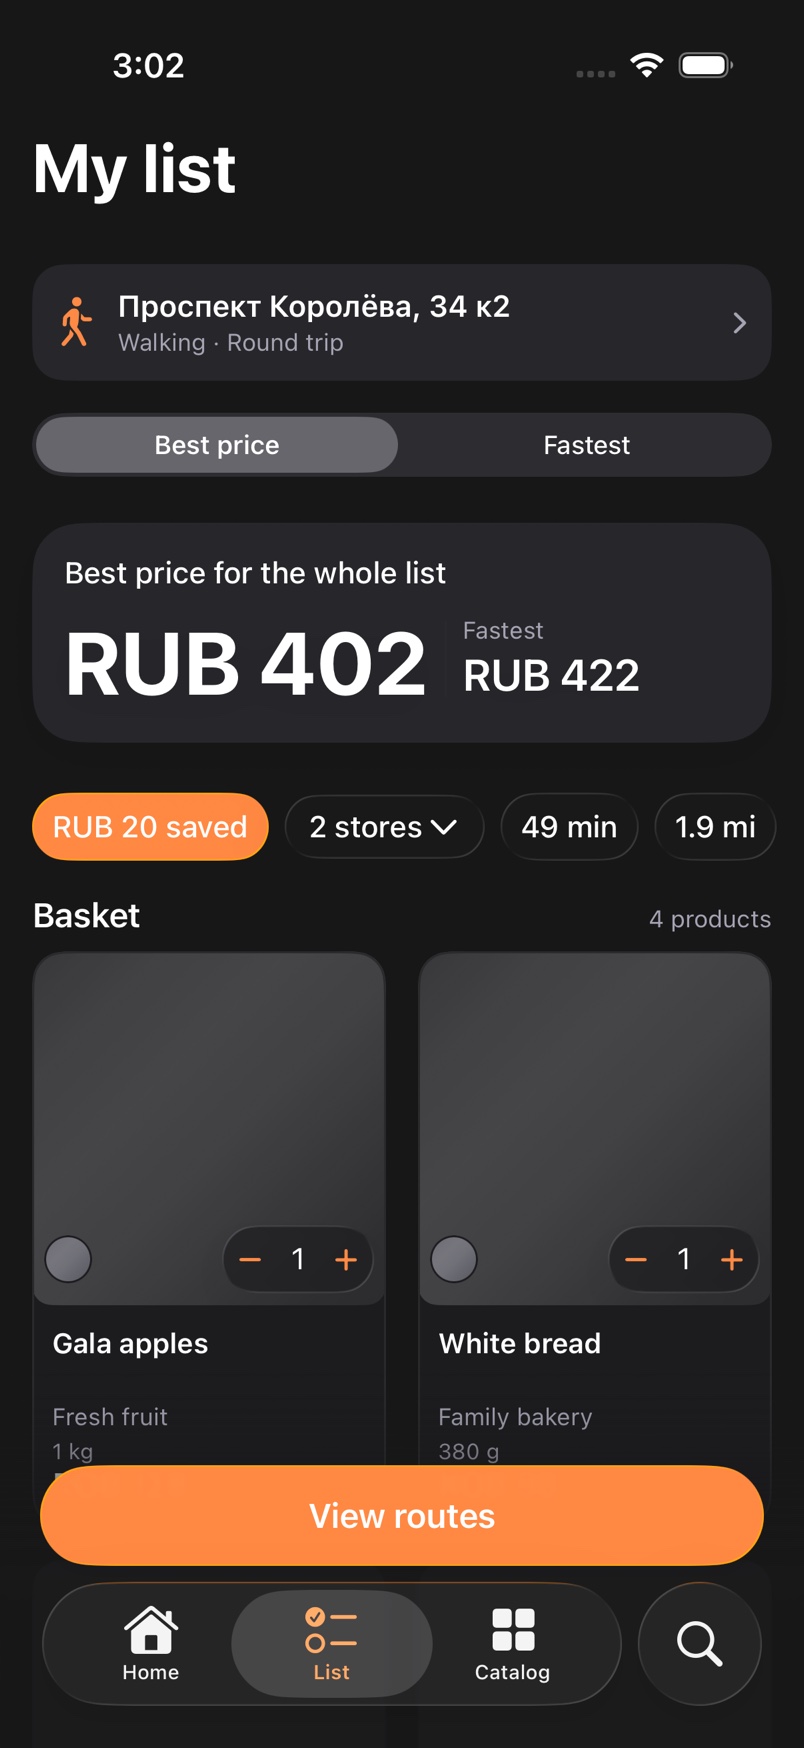 3:02
My list
Проспект Королёва, 34 к2
Walking · Round trip
Best price
Fastest
Best price for the whole list
Fastest
RUB 402
RUB 422
RUB 20 saved
2 stores
49 min
1.9 mi
Basket
4 products
1
1
Gala apples
White bread
Fresh fruit
Family bakery
1 kg
380 g
View routes
Home
List
Catalog